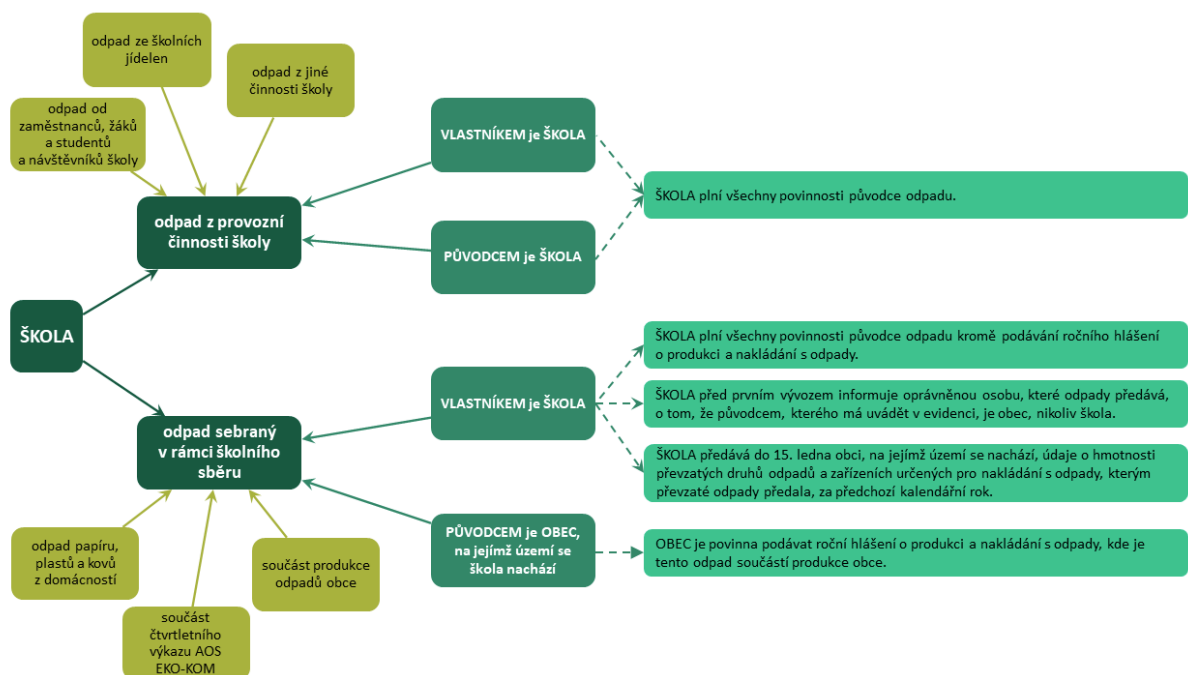 odpad ze školních
jídelen
odpad z jiné
činnosti školy
odpad od
zaměstnanců, žáků
a studentů
a návštěvníků školy
VLASTNÍKEM je ŠKOLA
ŠKOLA plní všechny povinnosti původce odpadu.
odpad z provozní
činnosti školy
PŮVODCEM je ŠKOLA
ŠKOLA
ŠKOLA plní všechny povinnosti původce odpadu kromě podávání ročního hlášení
o produkci a nakládání s odpady.
VLASTNÍKEM je ŠKOLA
ŠKOLA před prvním vývozem informuje oprávněnou osobu, které odpady předává,
o tom, že původcem, kterého má uvádět v evidenci, je obec, nikoliv škola.
odpad sebraný
v rámci školního
sběru
ŠKOLA předává do 15. ledna obci, na jejímž území se nachází, údaje o hmotnosti
převzatých druhů odpadů a zařízeních určených pro nakládání s odpady, kterým
převzaté odpady předala, za předchozí kalendářní rok.
PŮVODCEM je OBEC,
na jejímž území se
škola nachází
OBEC je povinna podávat roční hlášení o produkci a nakládání s odpady, kde je
tento odpad součástí produkce obce.
odpad papíru,
plastů a kovů
z domácností
součást produkce
odpadů obce
součást
čtvrtletního
výkazu AOS
EKO-KOM